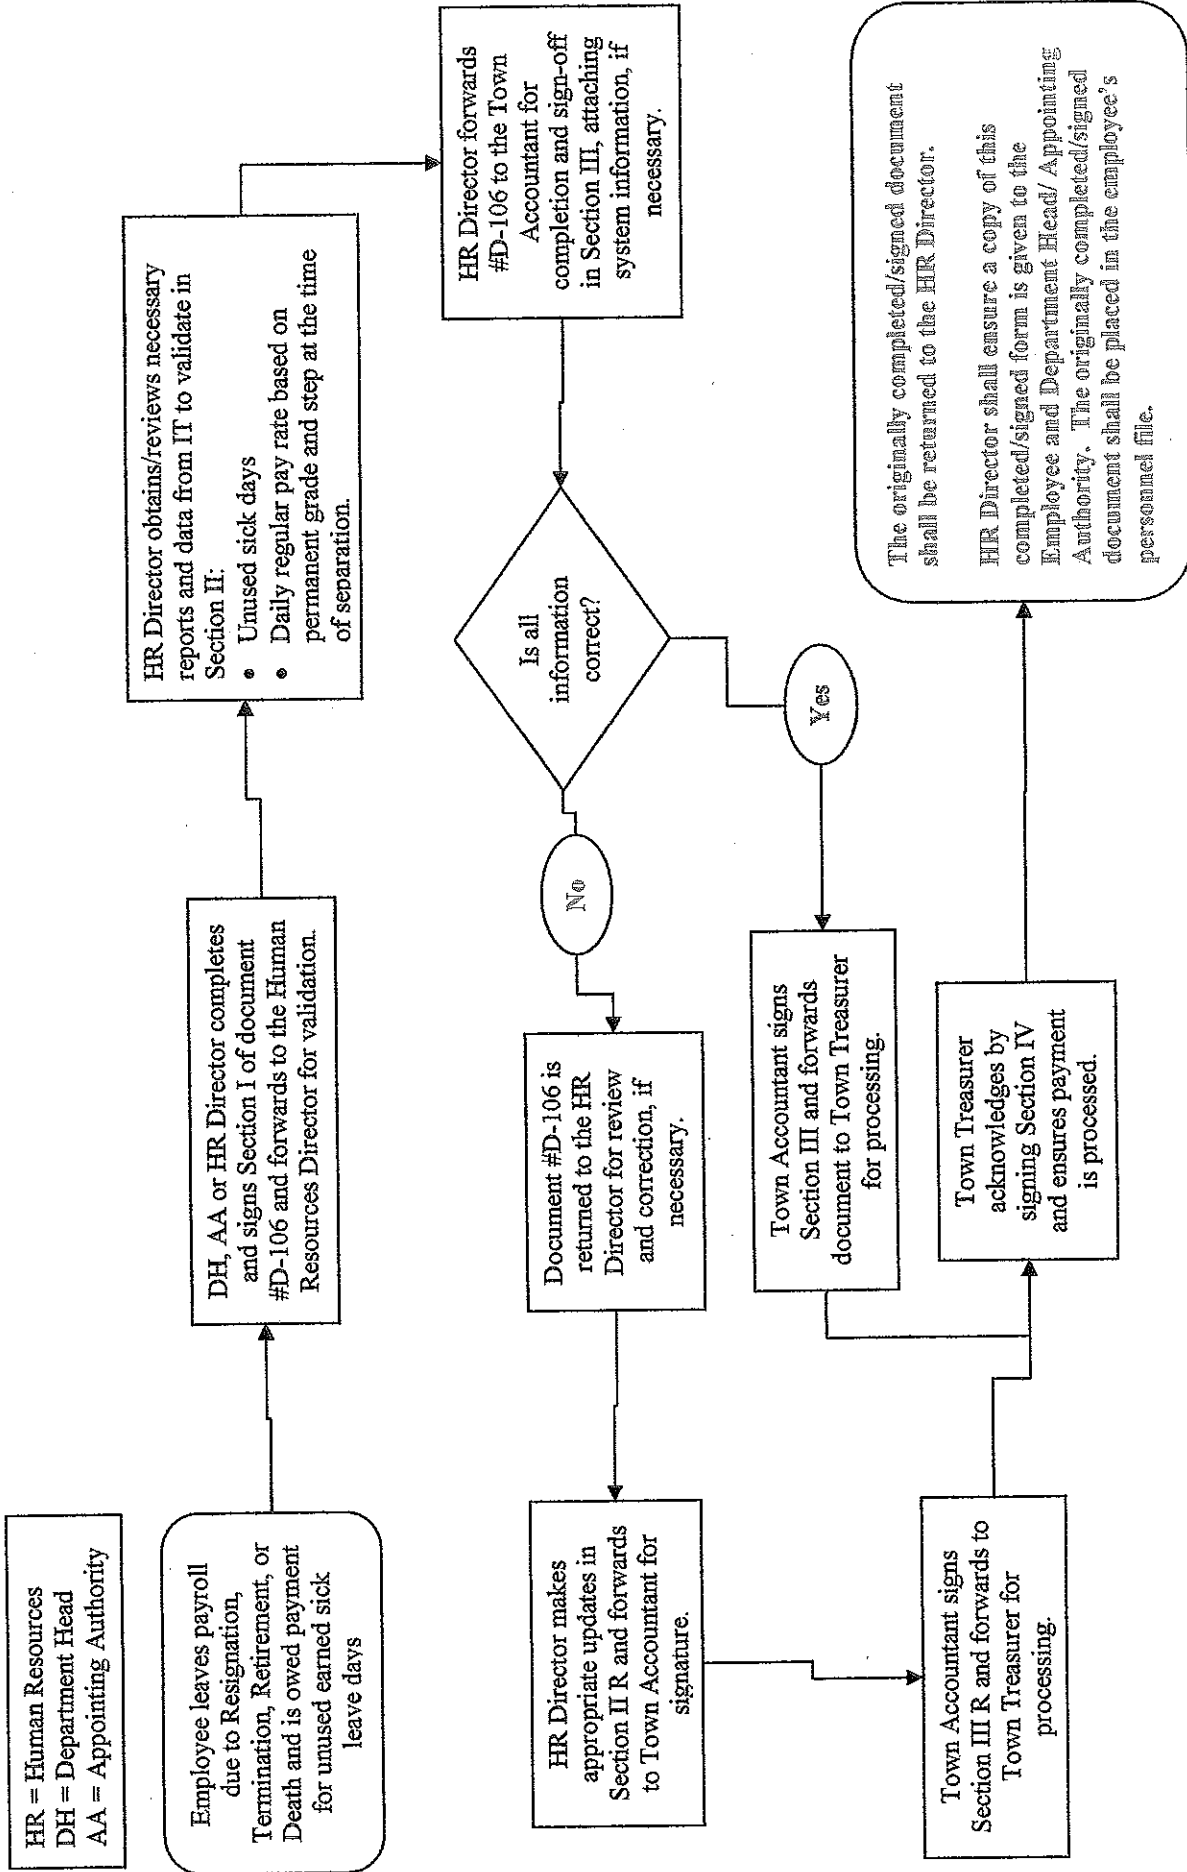 HR = Human Resources
DH = Department Head
AA = Appointing Authority
Employee leaves payroll
due to Resignation,
Termination, Retirement, or
Death and is owed payment
for unused earned sick
leave days
DH, AA or HR Director completes
and signs Section I of document
#D-106 and forwards to the Human
Resources Director for validation.
HR Director obtains/reviews necessary
reports and data from IT to validate in
Section II:
• Unused sick days
• Daily regular pay rate based on
permanent grade and step at the time
of separation.
HR Director forwards
#D-106 to the Town
Accountant for
completion and sign-off
in Section III, attaching
system information, if
necessary.
Is all
information
correct?
No
Document #D-106 is
returned to the HR
Director for review
and correction, if
necessary.
HR Director makes
appropriate updates in
Section II R and forwards
to Town Accountant for
signature.
Town Accountant signs
Section III R and forwards to
Town Treasurer for
processing.
Yes
Town Accountant signs
Section III and forwards
document to Town Treasurer
for processing.
Town Treasurer
acknowledges by
signing Section IV
and ensures payment
is processed.
The originally completed/signed document
shall be returned to the HR Director.
HR Director shall ensure a copy of this
completed/signed form is given to the
Employee and Department Head/ Appointing
Authority. The originally completed/signed
document shall be placed in the employee's
personnel file.